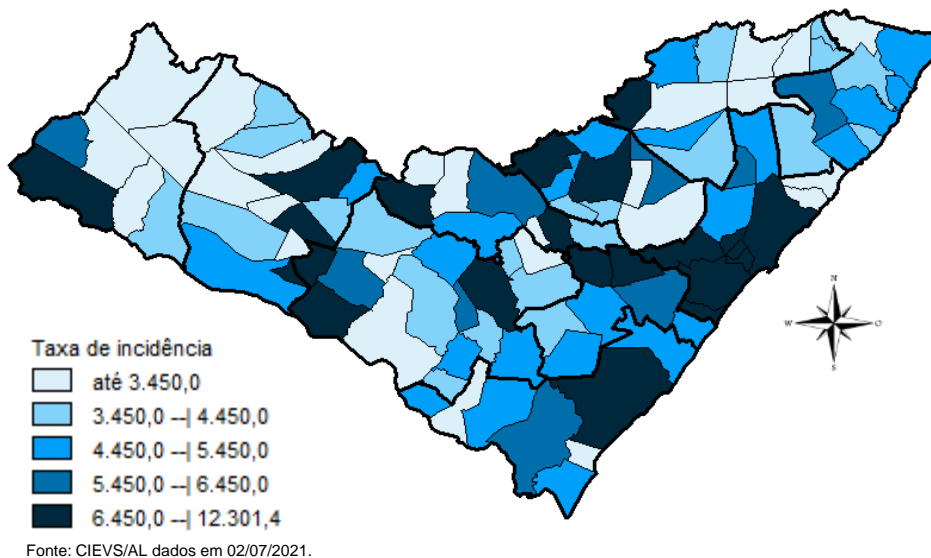 N
W
O
S
Taxa de incidência
até 3.450,0
3.450,0 --| 4.450,0
4.450,0 --| 5.450,0
5.450,0 --| 6.450,0
6.450,0 --| 12.301,4
Fonte: CIEVS/AL dados em 02/07/2021.